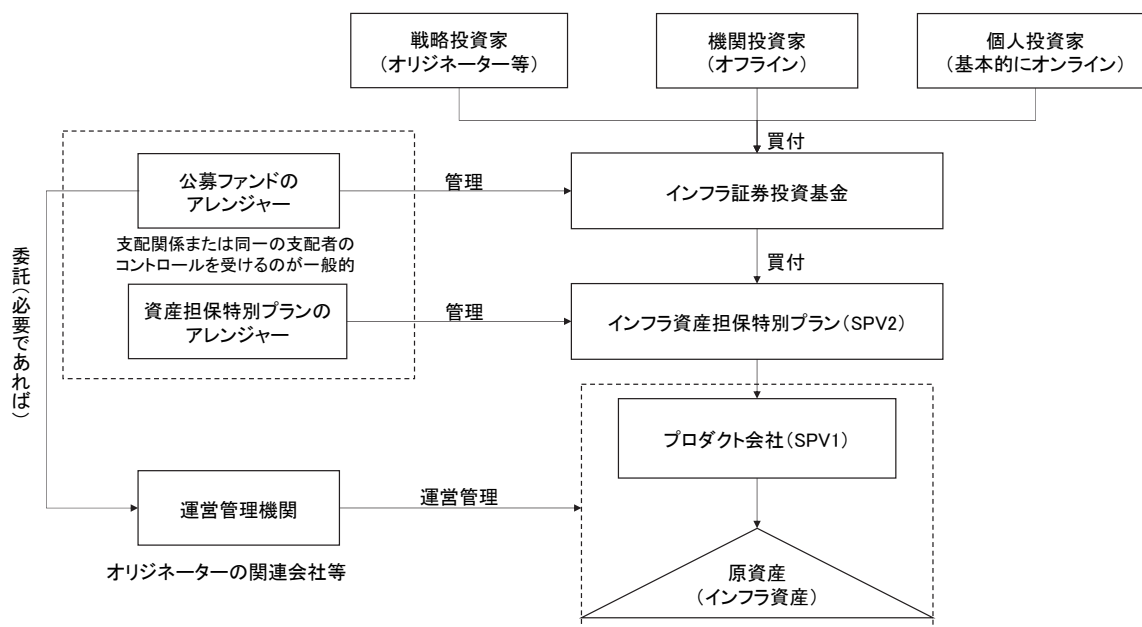 戦略投資家
（オリジネーター等）
機関投資家
（オフライン）
個人投資家
（基本的にオンライン）
買付
公募ファンドの
アレンジャー
管理
インフラ証券投資基金
支配関係または同一の支配者の
コントロールを受けるのが一般的
買付
資産担保特別プランの
アレンジャー
管理
インフラ資産担保特別プラン（SPV2）
委託（必要であれば）
プロダクト会社（SPV1）
運営管理機関
運営管理
オリジネーターの関連会社等
原資産
（インフラ資産）